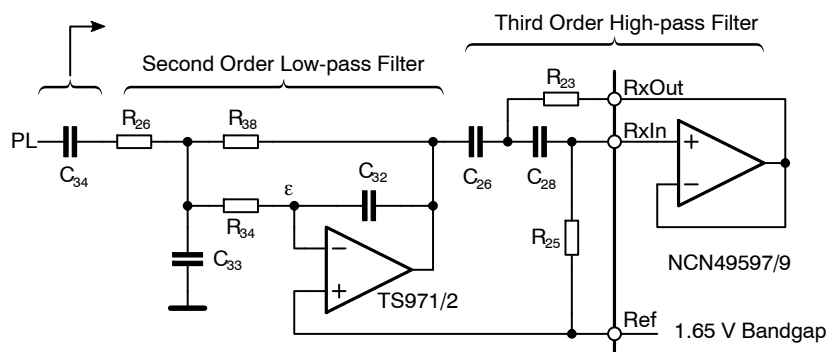 Third Order High-pass Filter
Second Order Low-pass Filter
R23
RxOut
PL
C34
R26
R38
C26
C28
RxIn
+
−
ε
C32
R34
C33
R25
−
+
TS971/2
NCN49597/9
Ref
1.65 V Bandgap